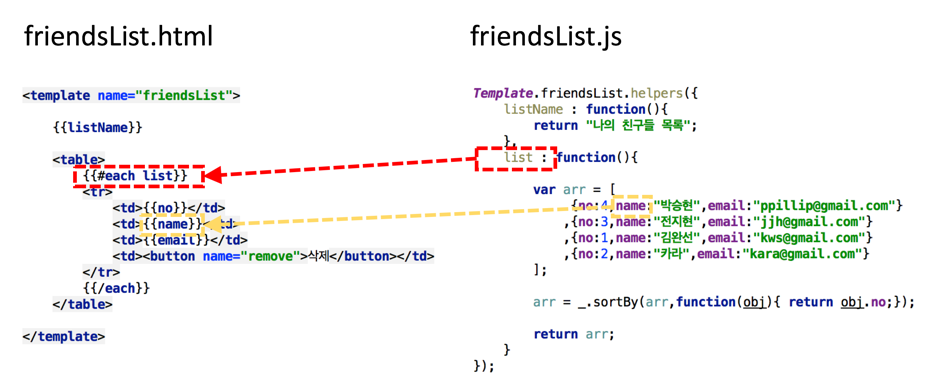 friendsList.html
<template name="friendsList">
{{listName}}
<table>
{{#each list}}
<tr>
<td>{{no}}</td>
<td>{{name}}<td>
<td>{{email}}</td>
<td><button name="remove">삭제</button></td>
</tr>
{{/each}}
</table>
</template>
friendsList.js
Template.friendsList.helpers({
listName : function(){
return "나의 친구들 목록";
},
list : function(){
var arr = [
,{no:4,name:"박승현",email:"ppillip@gmail.com"}
,{no:3,name:"전지현",email:"jjh@gmail.com"}
,{no:1,name:"김완선",email:"kws@gmail.com"}
,{no:2,name:"카라",email:"kara@gmail.com"}
];
arr = _.sortBy(arr,function(obj){ return obj.no;});
return arr;
}
});